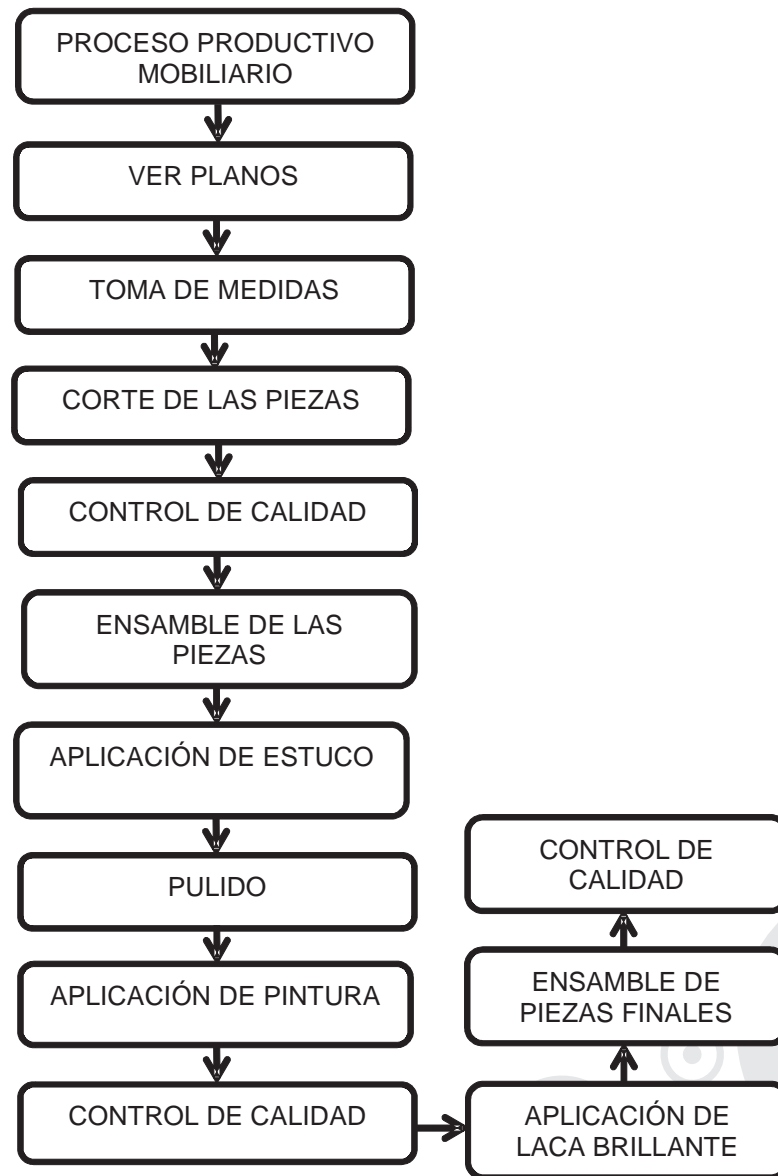 PROCESO PRODUCTIVO
MOBILIARIO
VER PLANOS
TOMA DE MEDIDAS
CORTE DE LAS PIEZAS
CONTROL DE CALIDAD
ENSAMBLE DE LAS
PIEZAS
APLICACIÓN DE ESTUCO
PULIDO
APLICACIÓN DE PINTURA
CONTROL DE CALIDAD
APLICACIÓN DE
LACA BRILLANTE
ENSAMBLE DE
PIEZAS FINALES
CONTROL DE
CALIDAD